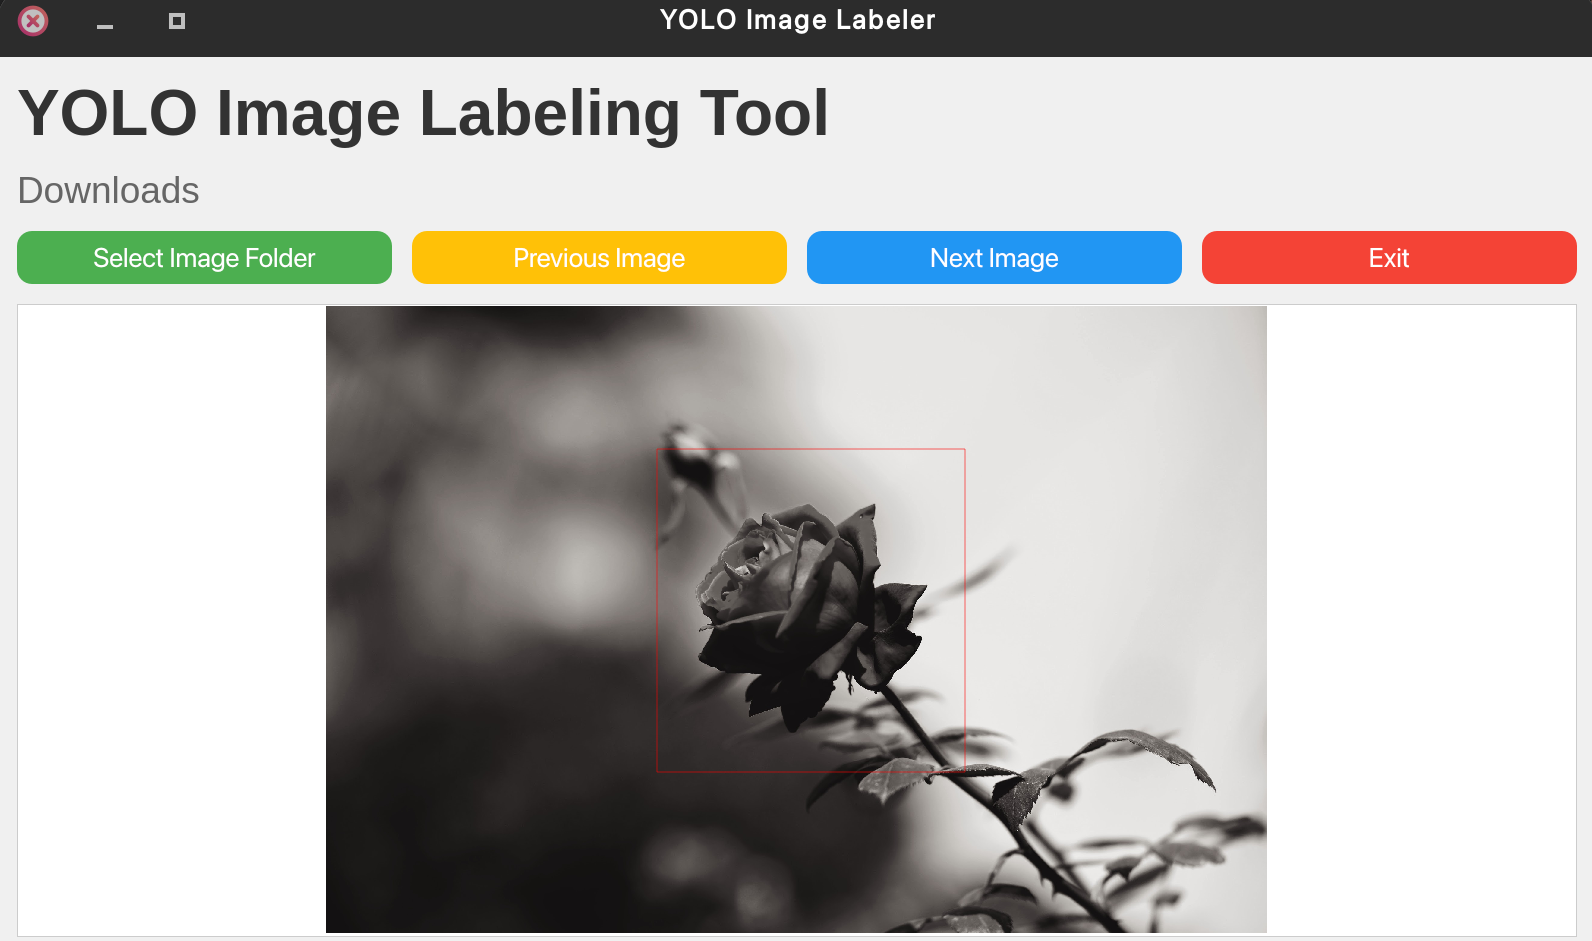 YOLO Image Labeler
YOLO Image Labeling Tool
Downloads
Select Image Folder
Previous Image
Next Image
Exit